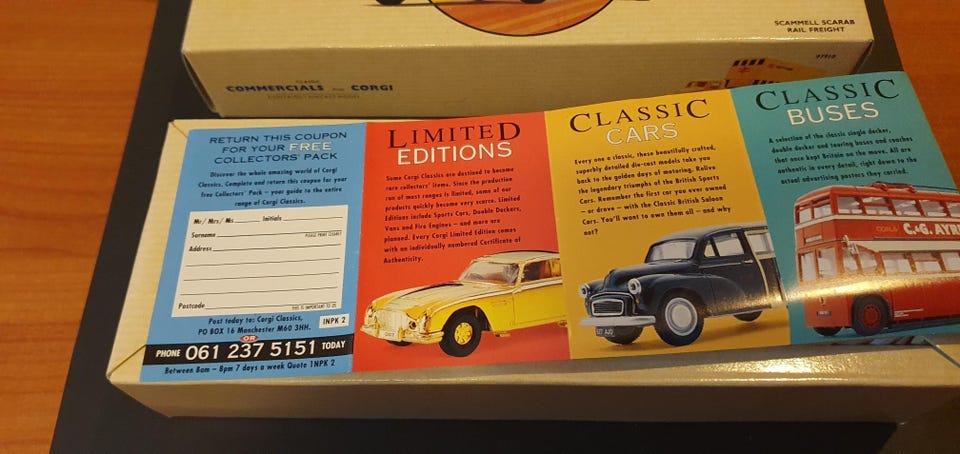 SCAMMELL SCARAB
RAIL FREIGHT
CLASSIC
COMMERCIALS FROM CORGI
RETURN THIS COUPON
FOR YOUR FREE
COLLECTORS' PACK
Discover the whole amazing world of Corgi
Classics. Complete and return this coupon for your
free Collectors' Pack – your guide to the entire
range of Corgi Classics.
Mr / Mrs / Ms Initials
Surname
PLEASE PRINT CLEARLY
Address
Postcode
THIS IS IMPORTANT TO US
Post today to: Corgi Classics,
PO BOX 16 Manchester M60 3HH.
INPK 2
OR
PHONE 061 237 5151 TODAY
Between 8am – 8pm 7 days a week Quote INPK 2
LIMITED
EDITIONS
Some Corgi Classics are destined to become
rare collectors' items. Since the production
run of most ranges is limited, some of our
products quickly become very scarce. Limited
Editions include Sports Cars, Double Deckers,
Vans and Fire Engines – and more are
planned. Every Corgi Limited Edition comes
with an individually numbered Certificate of
Authenticity.
CLASSIC
CARS
Every one a classic, these beautifully crafted,
superbly detailed die-cast models take you
back to the golden days of motoring. Relive
the legendary triumphs of the British Sports
Cars. Remember the first car you ever owned
– or drove – with the Classic British Saloon
Cars. You'll want to own them all – and why
not?
CLASSIC
BUSES
A selection of the classic single decker,
double decker and touring buses and coaches
that once kept Britain on the move. All are
authentic in every detail, right down to the
actual advertising posters they carried.
C.&G. AYRE